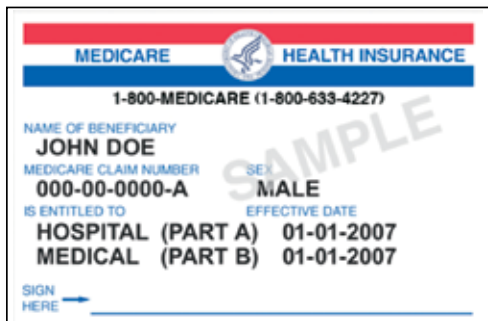 MEDICARE HEALTH INSURANCE
1-800-MEDICARE (1-800-633-4227)
NAME OF BENEFICIARY
JOHN DOE
MEDICARE CLAIM NUMBER SEX
000-00-0000-A MALE
IS ENTITLED TO EFFECTIVE DATE
HOSPITAL (PART A) 01-01-2007
MEDICAL (PART B) 01-01-2007
SIGN
HERE
SAMPLE